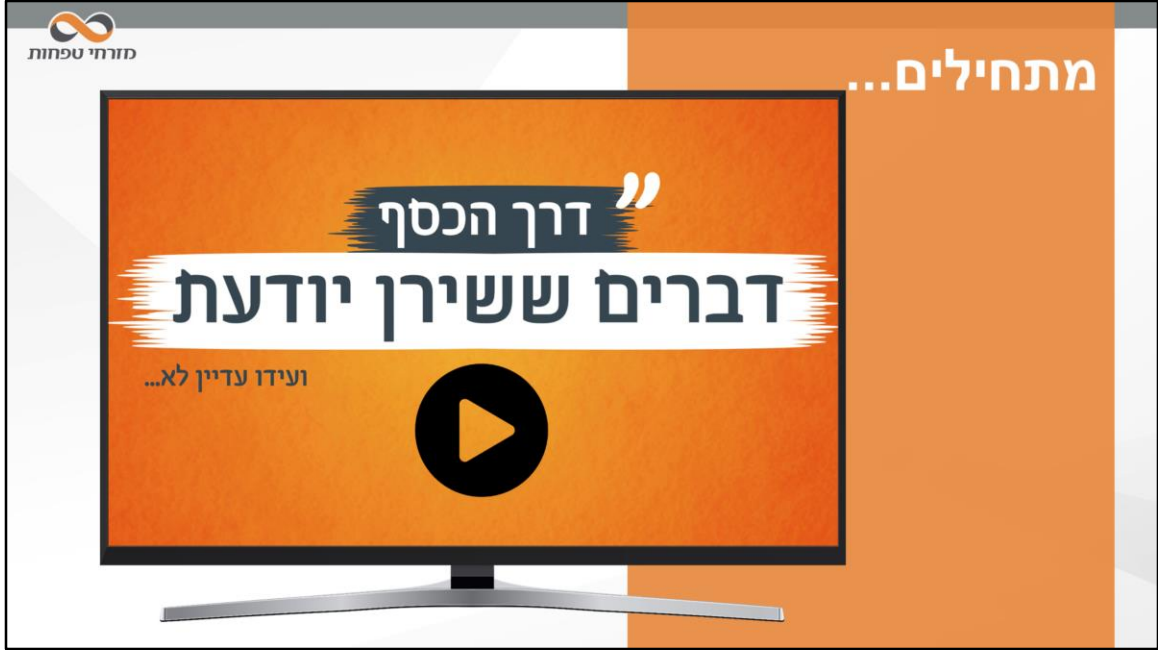 מזרחי טפחות
מתחילים...
"דרך הכסף
דברים ששירן יודעת
ועידו עדיין לא...